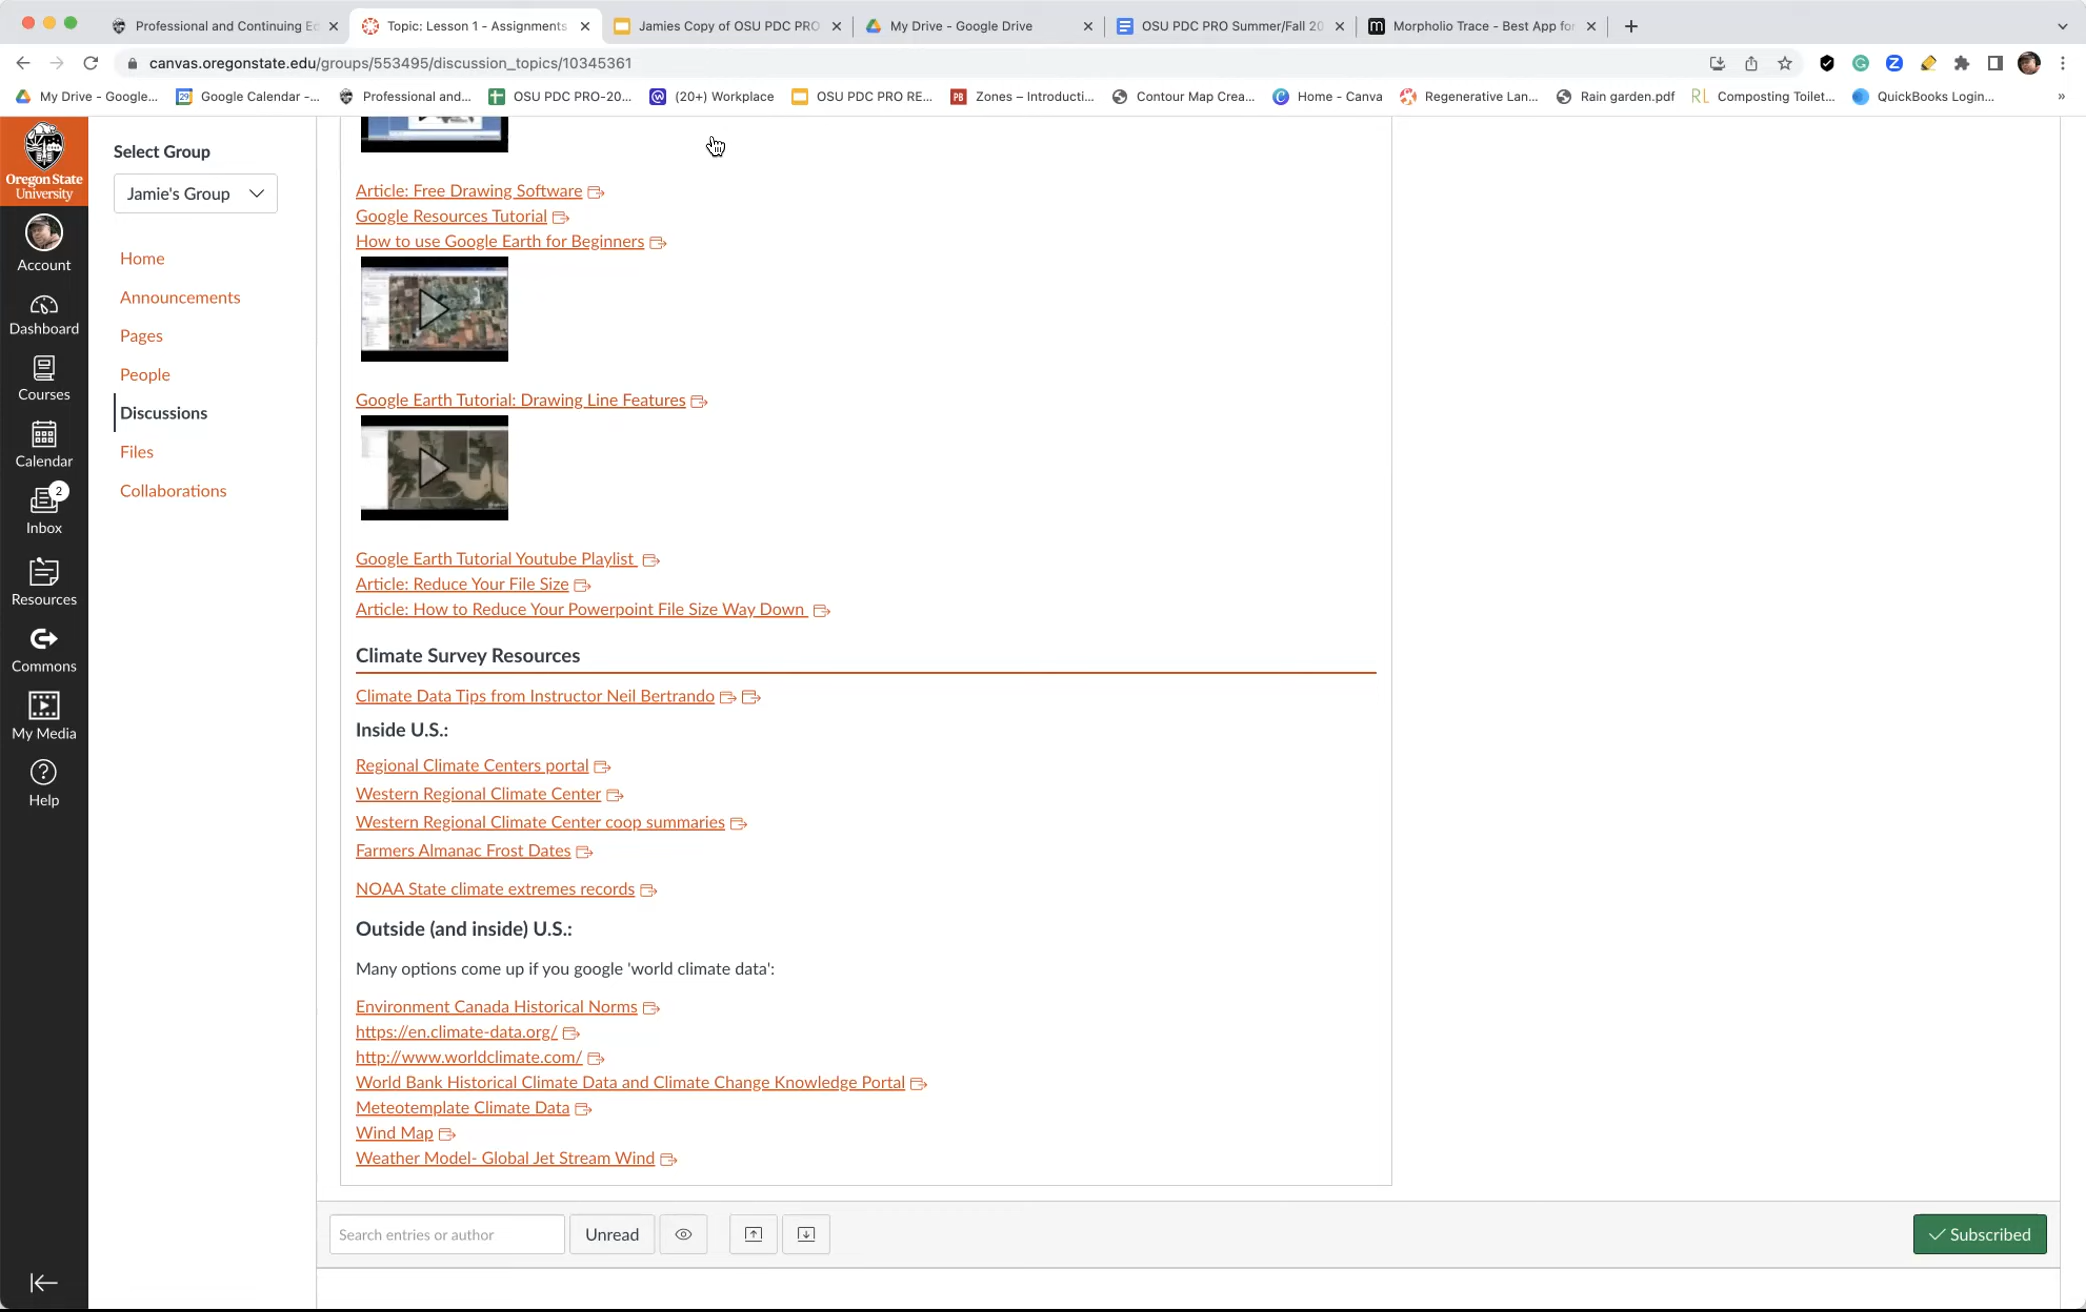 Professional and Continuing Ed
Topic: Lesson 1 - Assignments
Jamies Copy of OSU PDC PRO
My Drive - Google Drive
OSU PDC PRO Summer/Fall 20
Morpholio Trace - Best App for
canvas.oregonstate.edu/groups/553495/discussion_topics/10345361
My Drive - Google...
Google Calendar -...
Professional and...
OSU PDC PRO-20...
(20+) Workplace
OSU PDC PRO RE...
Zones – Introducti...
Contour Map Crea...
Home - Canva
Regenerative Lan...
Rain garden.pdf
Composting Toilet...
QuickBooks Login...
Oregon State
University
Account
Dashboard
Courses
Calendar
2
Inbox
Resources
Commons
My Media
Help
Select Group
Jamie's Group
Home
Announcements
Pages
People
Discussions
Files
Collaborations
Article: Free Drawing Software
Google Resources Tutorial
How to use Google Earth for Beginners
Google Earth Tutorial: Drawing Line Features
Google Earth Tutorial Youtube Playlist
Article: Reduce Your File Size
Article: How to Reduce Your Powerpoint File Size Way Down
Climate Survey Resources
Climate Data Tips from Instructor Neil Bertrando
Inside U.S.:
Regional Climate Centers portal
Western Regional Climate Center
Western Regional Climate Center coop summaries
Farmers Almanac Frost Dates
NOAA State climate extremes records
Outside (and inside) U.S.:
Many options come up if you google 'world climate data':
Environment Canada Historical Norms
https://en.climate-data.org/
http://www.worldclimate.com/
World Bank Historical Climate Data and Climate Change Knowledge Portal
Meteotemplate Climate Data
Wind Map
Weather Model- Global Jet Stream Wind
Search entries or author
Unread
Subscribed